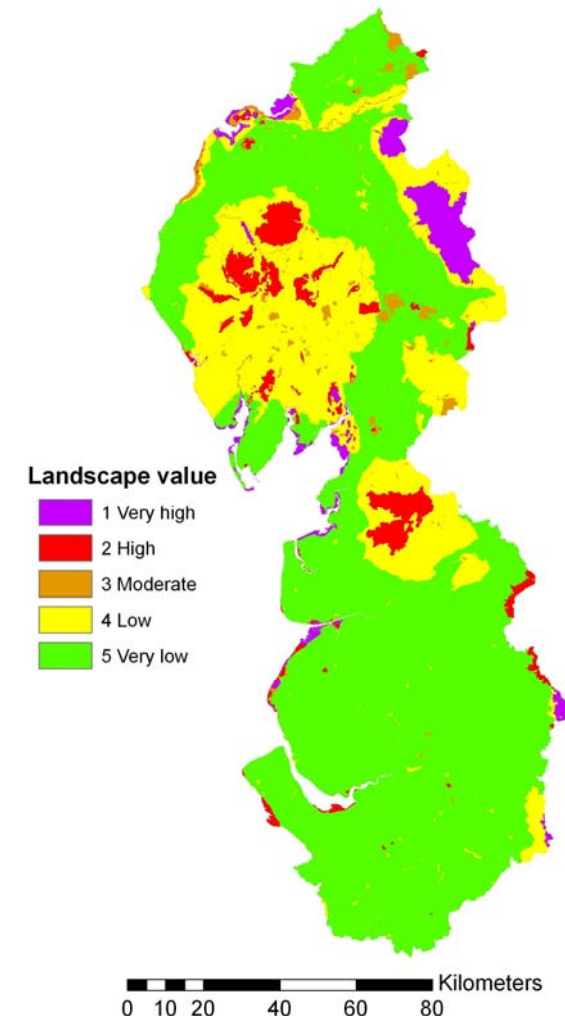 Landscape value
1 Very high
2 High
3 Moderate
4 Low
5 Very low
Kilometers
0 10 20 40 60 80